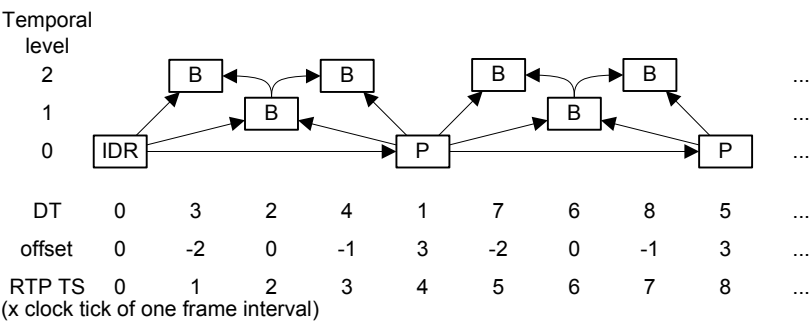 Temporal
level
2 B B B B ...
1 B B ...
0 IDR P P ...
DT 0 3 2 4 1 7 6 8 5 ...
offset 0 -2 0 -1 3 -2 0 -1 3 ...
RTP TS 0 1 2 3 4 5 6 7 8 ...
(x clock tick of one frame interval)